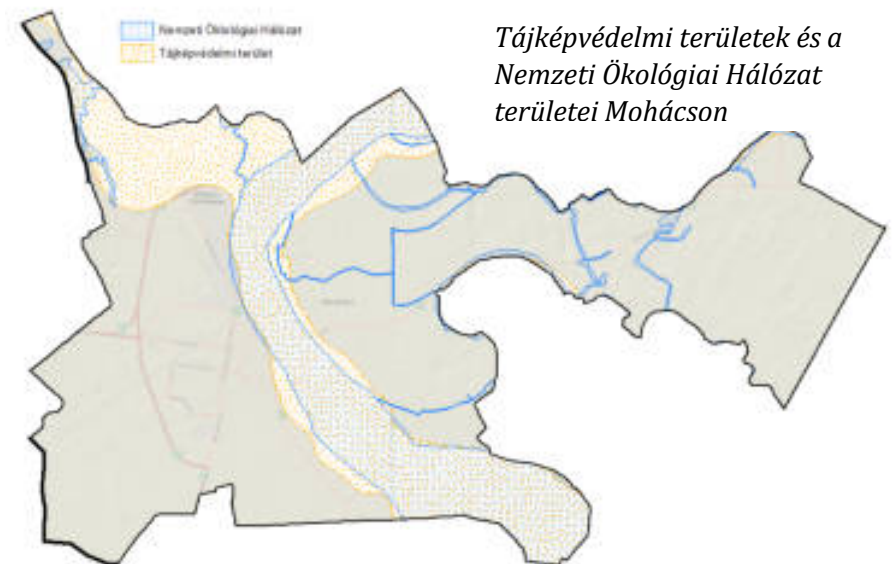 Nemzeti Ökológiai Hálózat
Tájképvédelmi terület
Tájképvédelmi területek és a
Nemzeti Ökológiai Hálózat
területei Mohácson